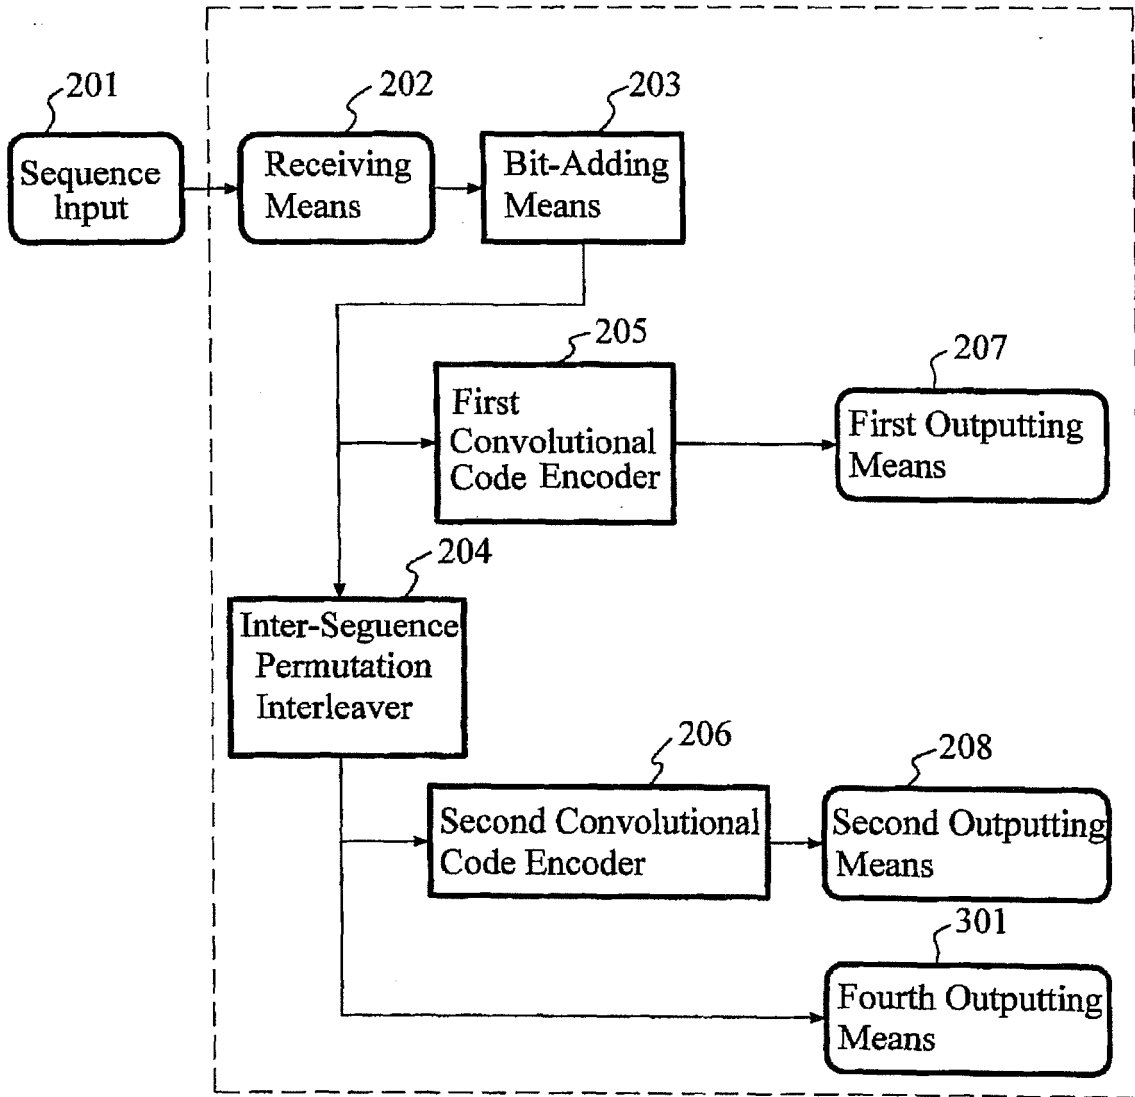 201
202
203
Sequence
Input
Receiving
Means
Bit-Adding
Means
205
207
First
Convolutional
Code Encoder
First Outputting
Means
204
Inter-Seguence
Permutation
Interleaver
206
208
Second Convolutional
Code Encoder
Second Outputting
Means
301
Fourth Outputting
Means